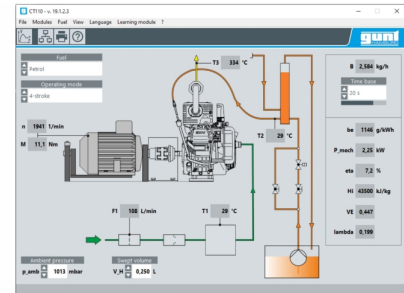 CT110 - v. 19.1.2.3
File Modules Fuel View Language Learning module ?
gunt
Fuel
Petrol
Operating mode
4-stroke
T3 334 °C
B 2,584 kg/h
Time base
20 s
n 1941 1/min
M 11,1 Nm
T2 29 °C
be 1146 g/kWh
P_mech 2,25 kW
eta 7,2 %
HI 43500 kJ/kg
VE 0,447
lambda 0,199
F1 108 L/min
T1 29 °C
Ambient pressure
p_amb 1013 mbar
Swept volume
V_H 0,250 L